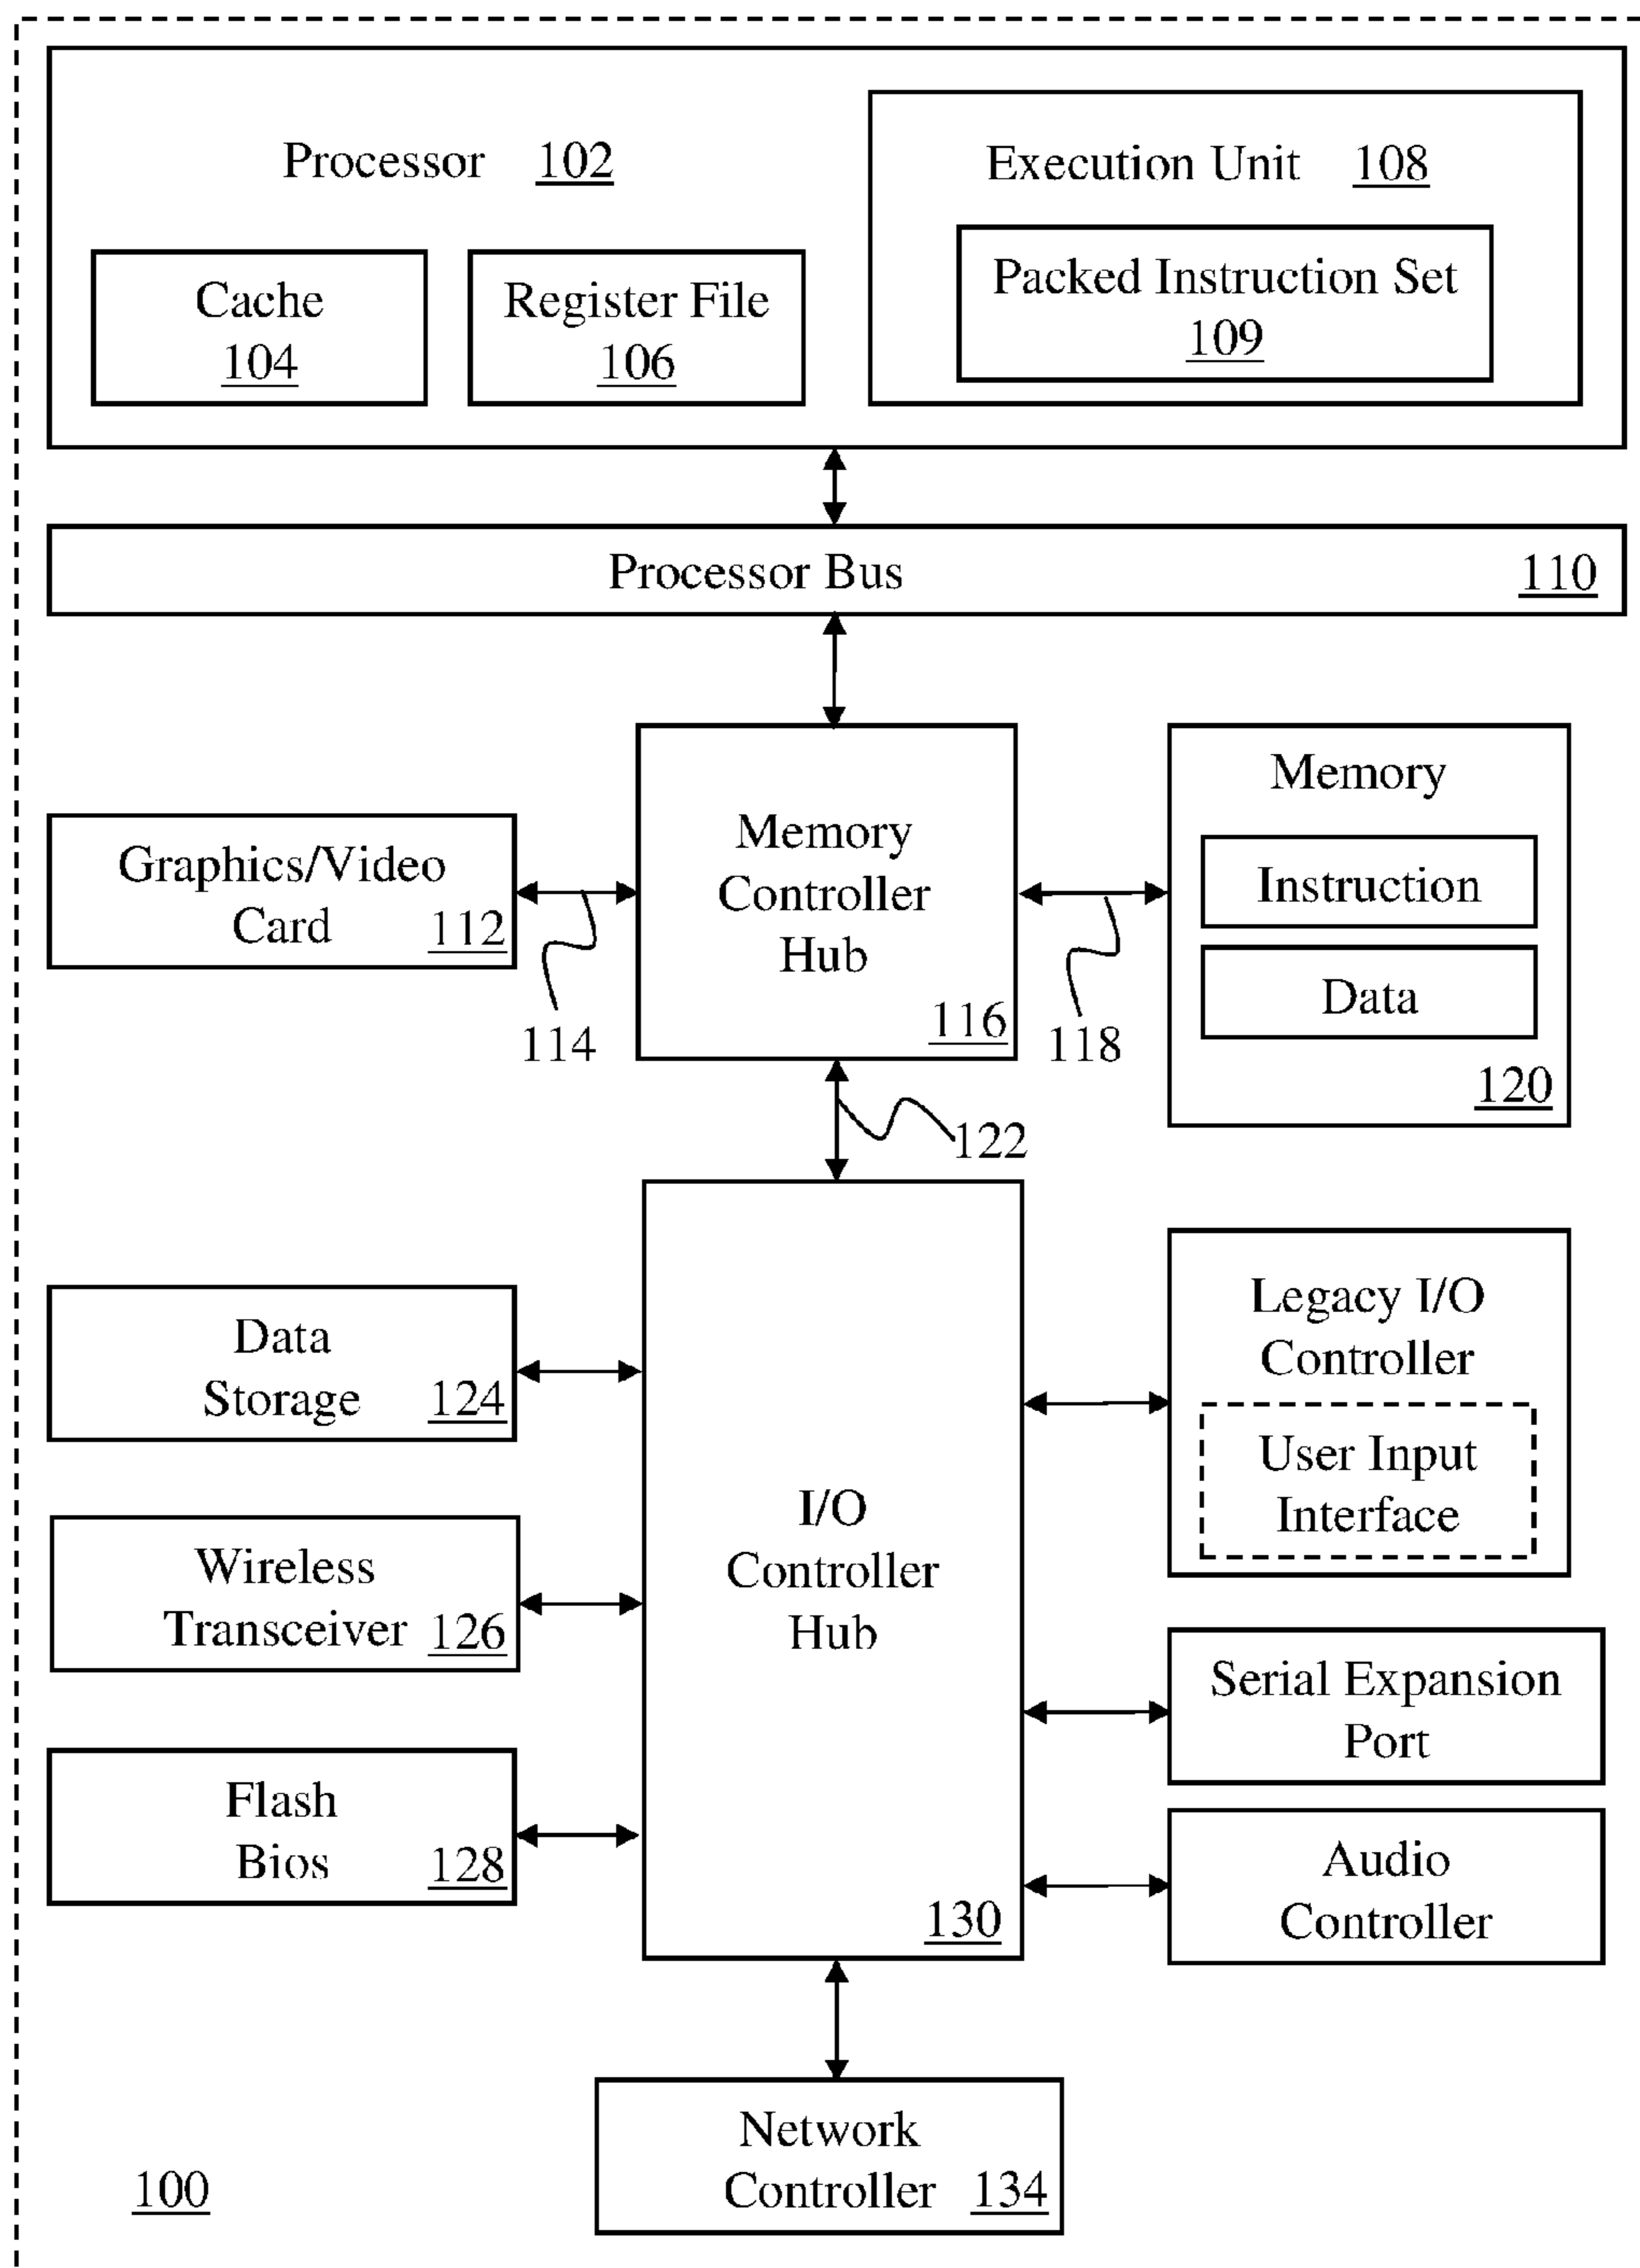 Processor 102
Execution Unit 108
Cache
104
Register File
106
Packed Instruction Set
109
Processor Bus 110
Graphics/Video
Card 112
114
Memory
Controller
Hub
116
118
Memory
Instruction
Data
120
122
Data
Storage 124
Wireless
Transceiver 126
Flash
Bios 128
I/O
Controller
Hub
130
Legacy I/O
Controller
User Input
Interface
Serial Expansion
Port
Audio
Controller
Network
Controller 134
100